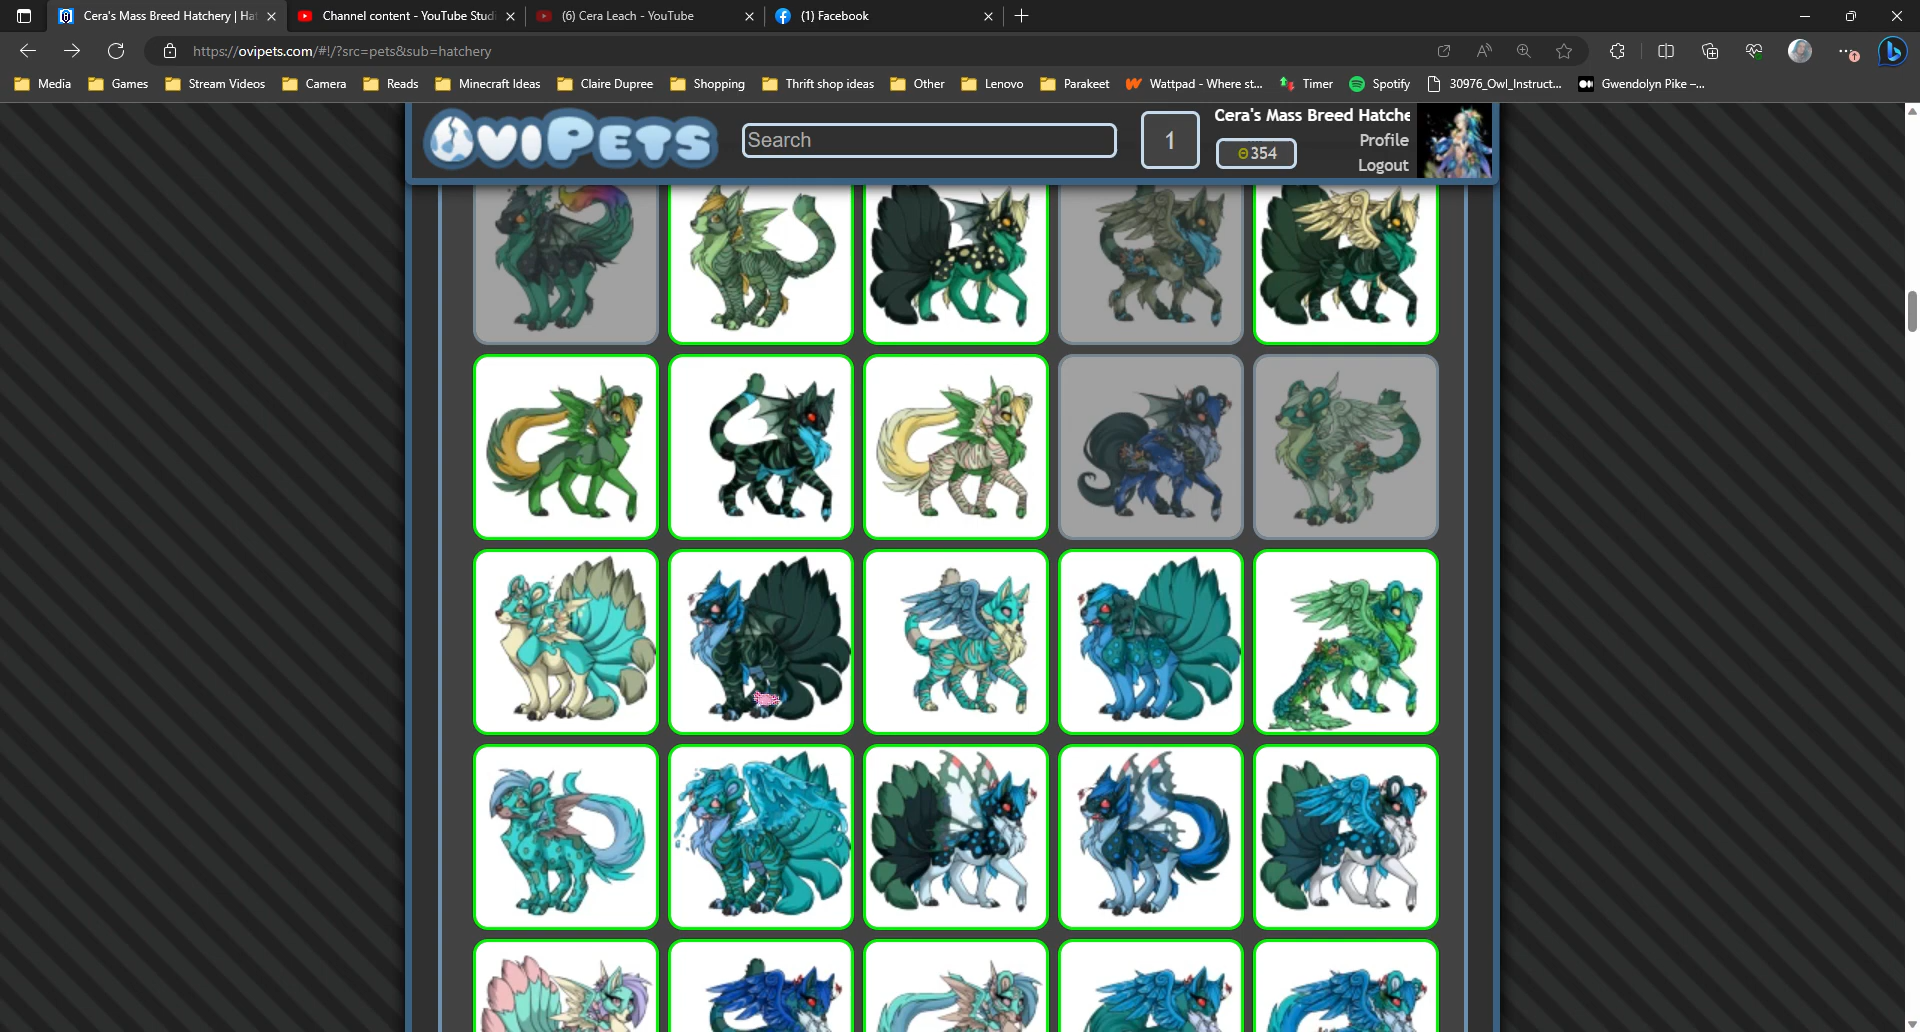 Cera's Mass Breed Hatchery | Hat
Channel content - YouTube Studi
(6) Cera Leach - YouTube
(1) Facebook
https://ovipets.com/#!/?src=pets&sub=hatchery
Media
Games
Stream Videos
Camera
Reads
Minecraft Ideas
Claire Dupree
Shopping
Thrift shop ideas
Other
Lenovo
Parakeet
Wattpad - Where st...
Timer
Spotify
30976_Owl_Instruct...
Gwendolyn Pike –...
OviPets
Search
1
Cera's Mass Breed Hatche
354
Profile
Logout